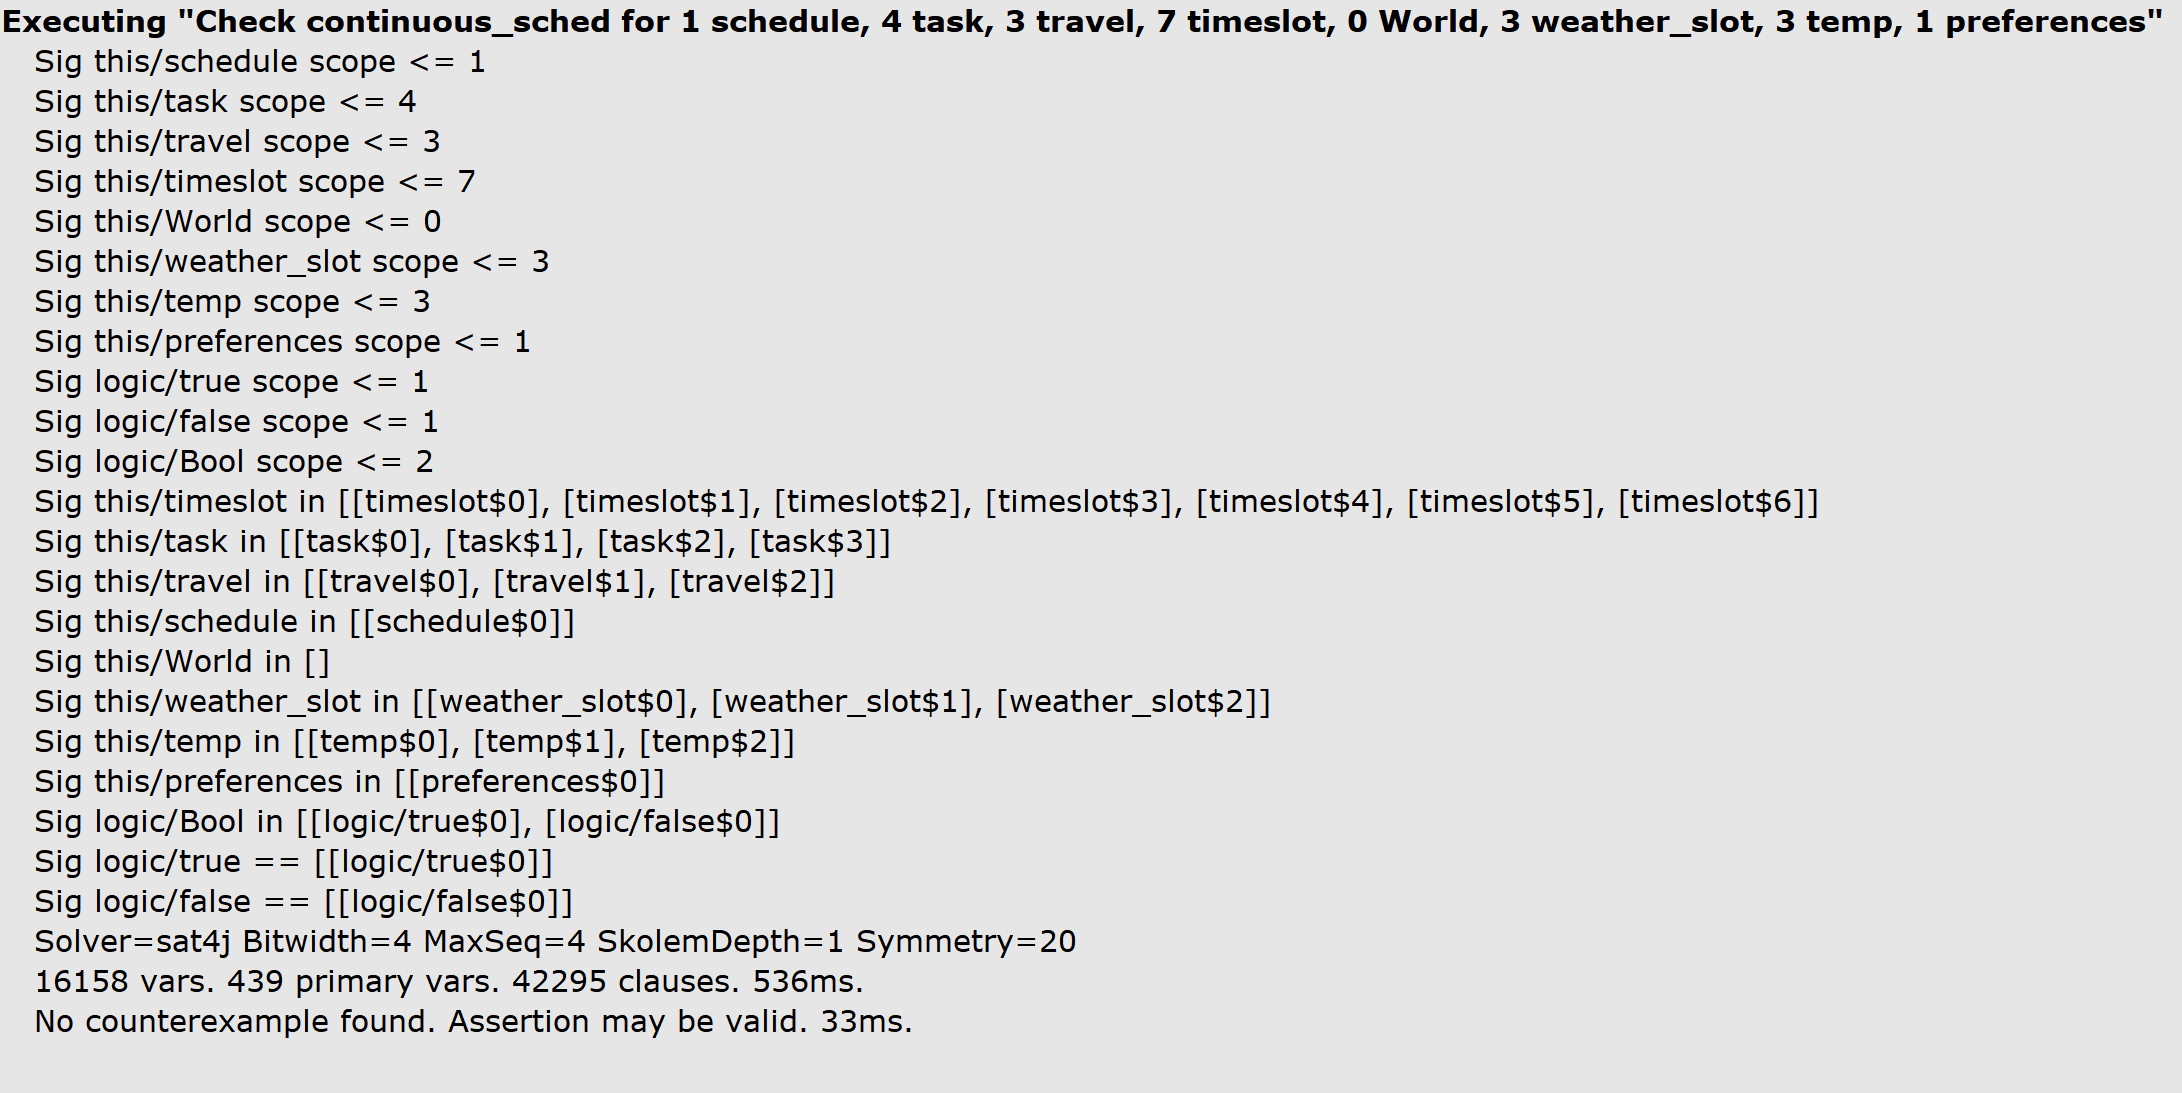 Executing "Check continuous_sched for 1 schedule, 4 task, 3 travel, 7 timeslot, 0 World, 3 weather_slot, 3 temp, 1 preferences"
Sig this/schedule scope <= 1
Sig this/task scope <= 4
Sig this/travel scope <= 3
Sig this/timeslot scope <= 7
Sig this/World scope <= 0
Sig this/weather_slot scope <= 3
Sig this/temp scope <= 3
Sig this/preferences scope <= 1
Sig logic/true scope <= 1
Sig logic/false scope <= 1
Sig logic/Bool scope <= 2
Sig this/timeslot in [[timeslot$0], [timeslot$1], [timeslot$2], [timeslot$3], [timeslot$4], [timeslot$5], [timeslot$6]]
Sig this/task in [[task$0], [task$1], [task$2], [task$3]]
Sig this/travel in [[travel$0], [travel$1], [travel$2]]
Sig this/schedule in [[schedule$0]]
Sig this/World in []
Sig this/weather_slot in [[weather_slot$0], [weather_slot$1], [weather_slot$2]]
Sig this/temp in [[temp$0], [temp$1], [temp$2]]
Sig this/preferences in [[preferences$0]]
Sig logic/Bool in [[logic/true$0], [logic/false$0]]
Sig logic/true == [[logic/true$0]]
Sig logic/false == [[logic/false$0]]
Solver=sat4j Bitwidth=4 MaxSeq=4 SkolemDepth=1 Symmetry=20
16158 vars. 439 primary vars. 42295 clauses. 536ms.
No counterexample found. Assertion may be valid. 33ms.